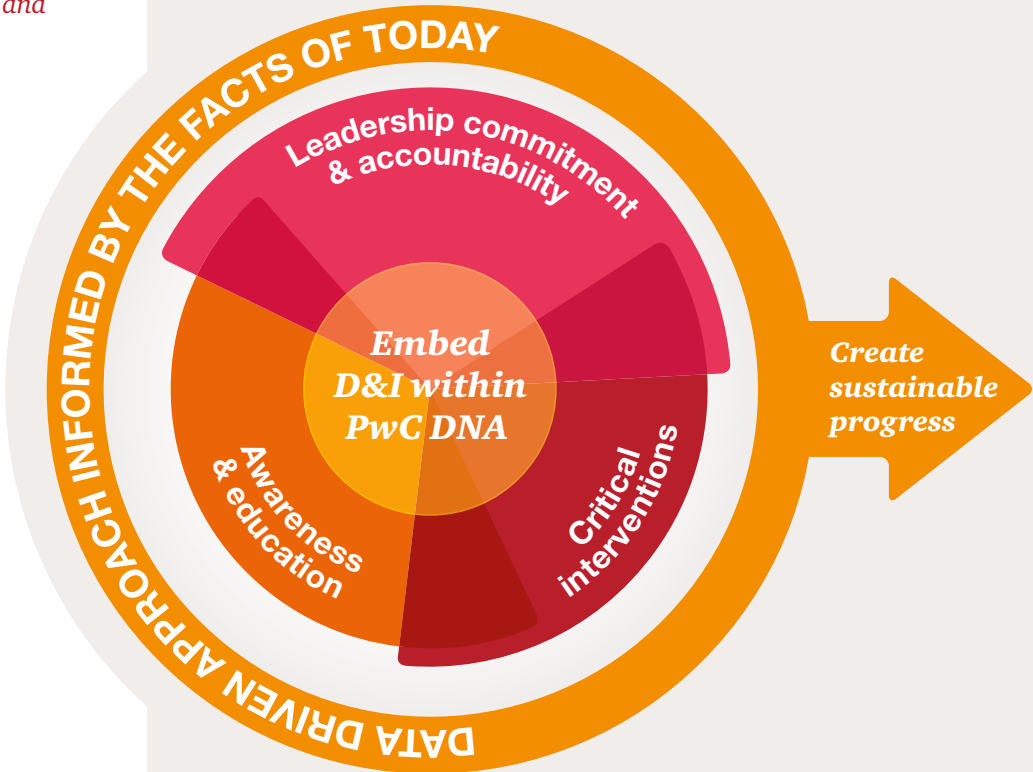 and
DATA DRIVEN APPROACH INFORMED BY THE FACTS OF TODAY
Leadership commitment
& accountability
Embed
D&I within
PwC DNA
Create
sustainable
progress
Awareness
& education
Critical
interventions